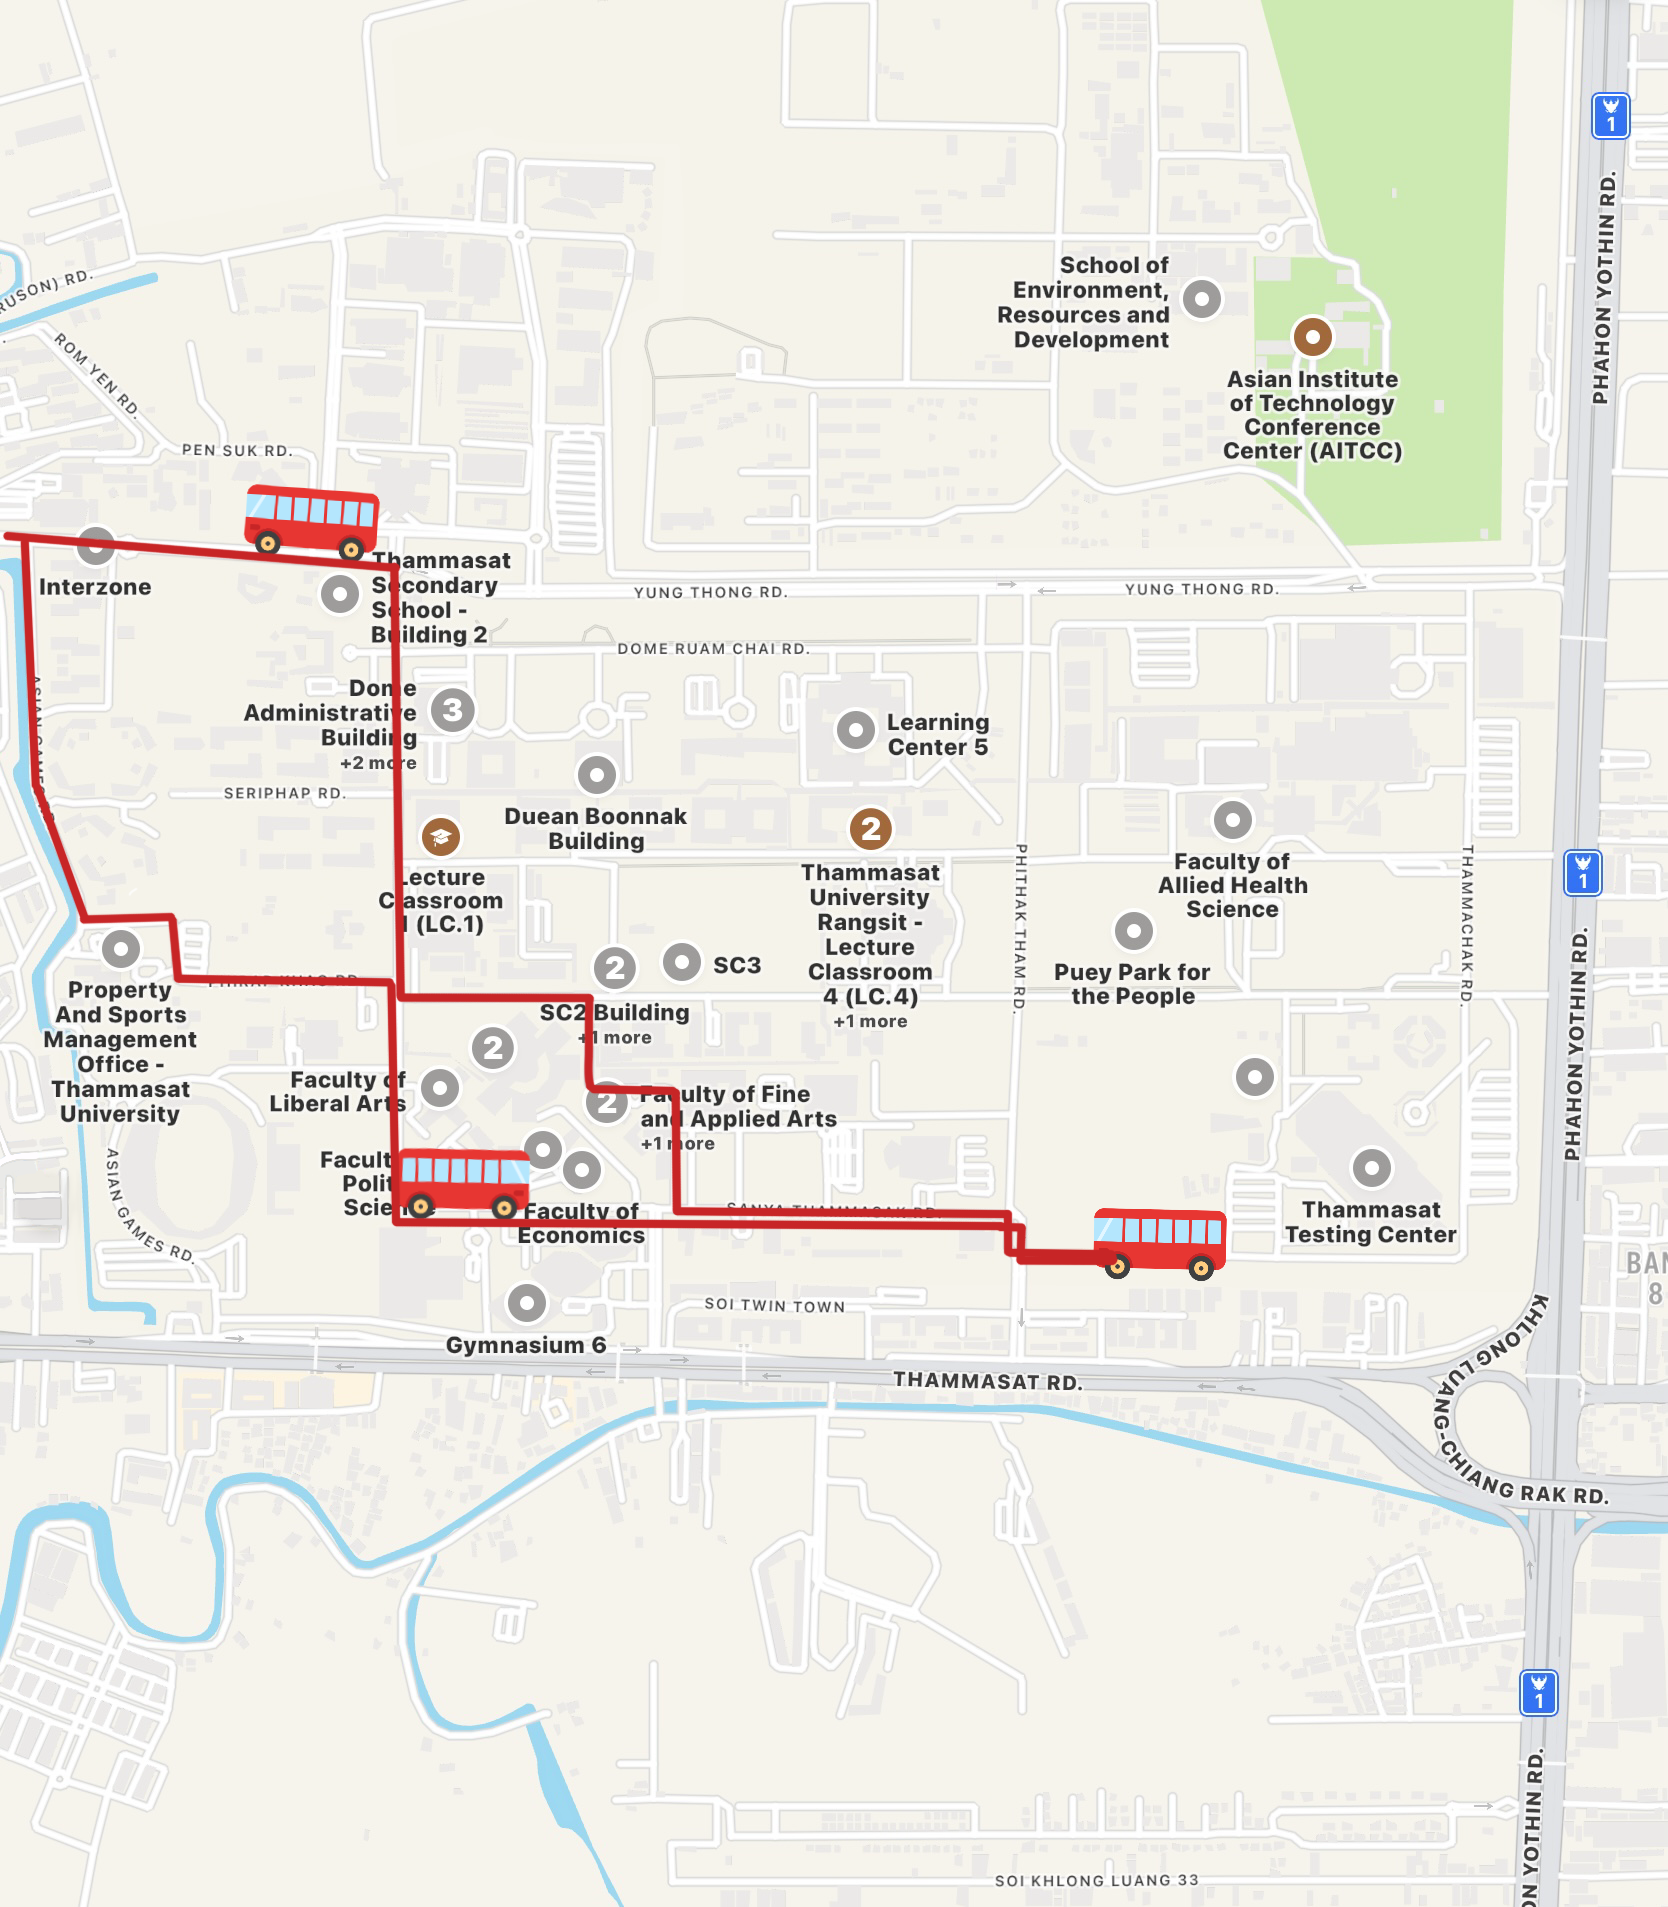 1
PHAHON YOTHIN RD.
School of
Environment,
Resources and
Development
RUSON) RD.
ROM YEN RD.
Asian Institute
of Technology
Conference
Center (AITCC)
PEN SUK RD.
Interzone
Thammasat
Secondary
School -
Building 2
YUNG THONG RD.
YUNG THONG RD.
DOME RUAM CHAI RD.
Dome
Administrative
Building
+2 more
3
Learning
Center 5
ASIAN GAMES RD.
SERIPHAP RD.
Duean Boonnak
Building
2
Thammasat
University
Rangsit -
Lecture
Classroom
4 (LC.4)
+1 more
Lecture
Classroom
1 (LC.1)
PHITHAK THAM RD.
Faculty of
Allied Health
Science
THAMMACHAK RD.
1
PHAHON YOTHIN RD.
Puey Park for
the People
2
SC3
SC2 Building
+1 more
Property
And Sports
Management
Office -
Thammasat
University
2
Faculty of
Liberal Arts
2
Faculty of Fine
and Applied Arts
+1 more
ASIAN GAMES RD.
Facult
Polit
Science
Faculty of
Economics
SANYA THAMMASAK RD.
Thammasat
Testing Center
BAN
8
Gymnasium 6
SOI TWIN TOWN
THAMMASAT RD.
KHLONG LUANG-CHIANG RAK RD.
1
ON YOTHIN RD.
SOI KHLONG LUANG 33